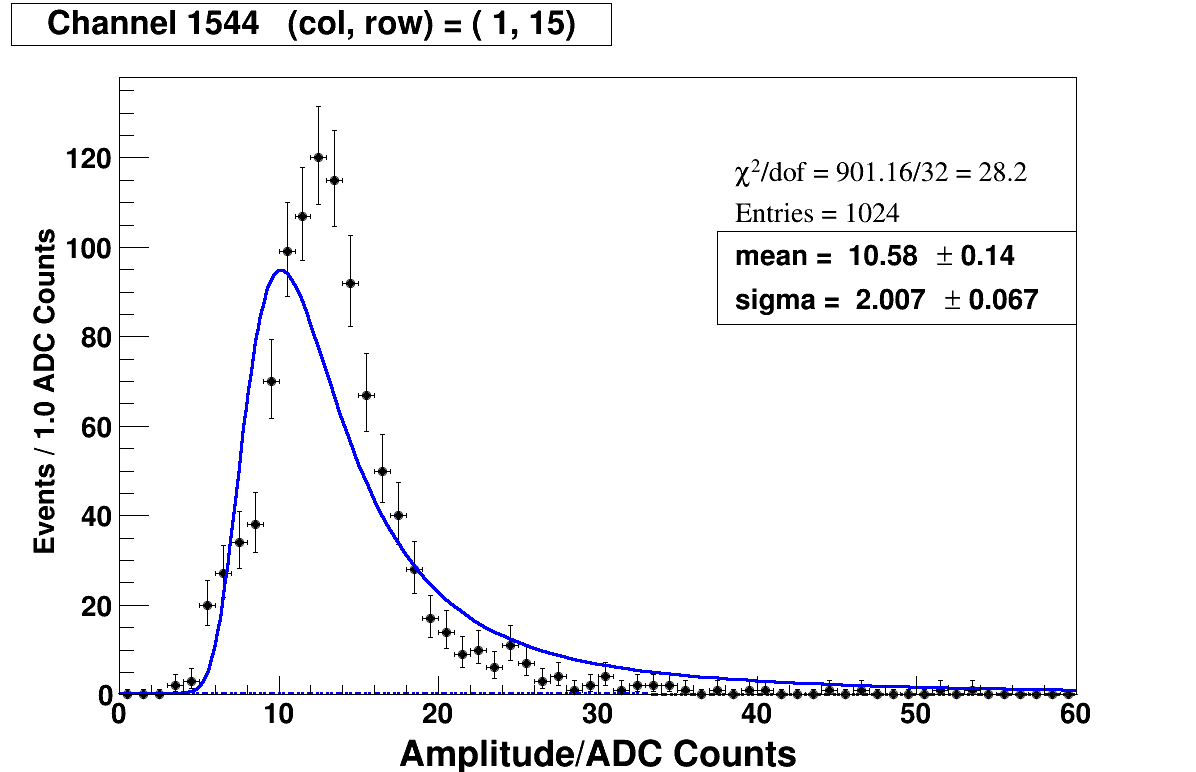 Channel 1544 (col, row) = ( 1, 15)
χ²/dof = 901.16/32 = 28.2
Entries = 1024
mean = 10.58 ± 0.14
sigma = 2.007 ± 0.067
Events / 1.0 ADC Counts
120
100
80
60
40
20
0
0 10 20 30 40 50 60
Amplitude/ADC Counts